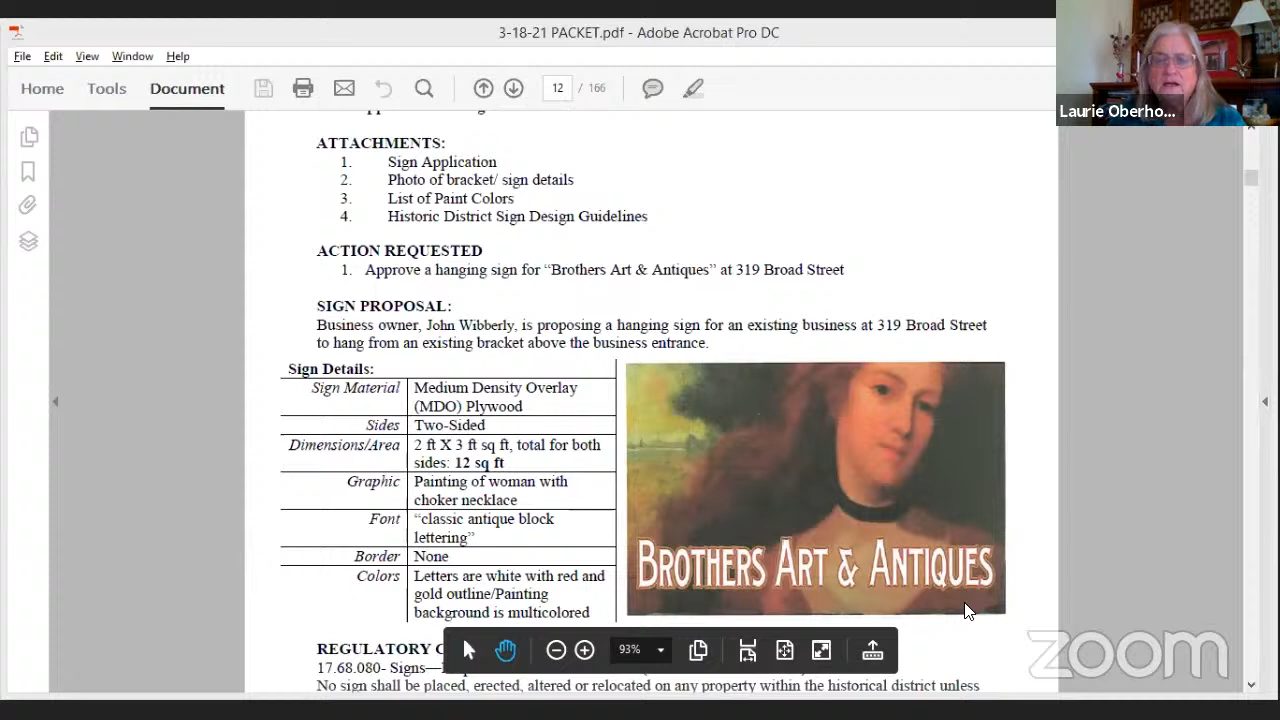 3-18-21 PACKET.pdf - Adobe Acrobat Pro DC
File Edit View Window Help
Home Tools Document 12 / 166
Laurie Oberho...
ATTACHMENTS:
1. Sign Application
2. Photo of bracket/ sign details
3. List of Paint Colors
4. Historic District Sign Design Guidelines
ACTION REQUESTED
1. Approve a hanging sign for “Brothers Art & Antiques” at 319 Broad Street
SIGN PROPOSAL:
Business owner, John Wibberly, is proposing a hanging sign for an existing business at 319 Broad Street
to hang from an existing bracket above the business entrance.
Sign Details:
Sign Material Medium Density Overlay
(MDO) Plywood
Sides Two-Sided
Dimensions/Area 2 ft X 3 ft sq ft, total for both
sides: 12 sq ft
Graphic Painting of woman with
choker necklace
Font “classic antique block
lettering”
Border None
Colors Letters are white with red and
gold outline/Painting
background is multicolored
BROTHERS ART & ANTIQUES
REGULATORY
93%
17.68.080- Signs—
No sign shall be placed, erected, altered or relocated on any property within the historical district unless
zoom